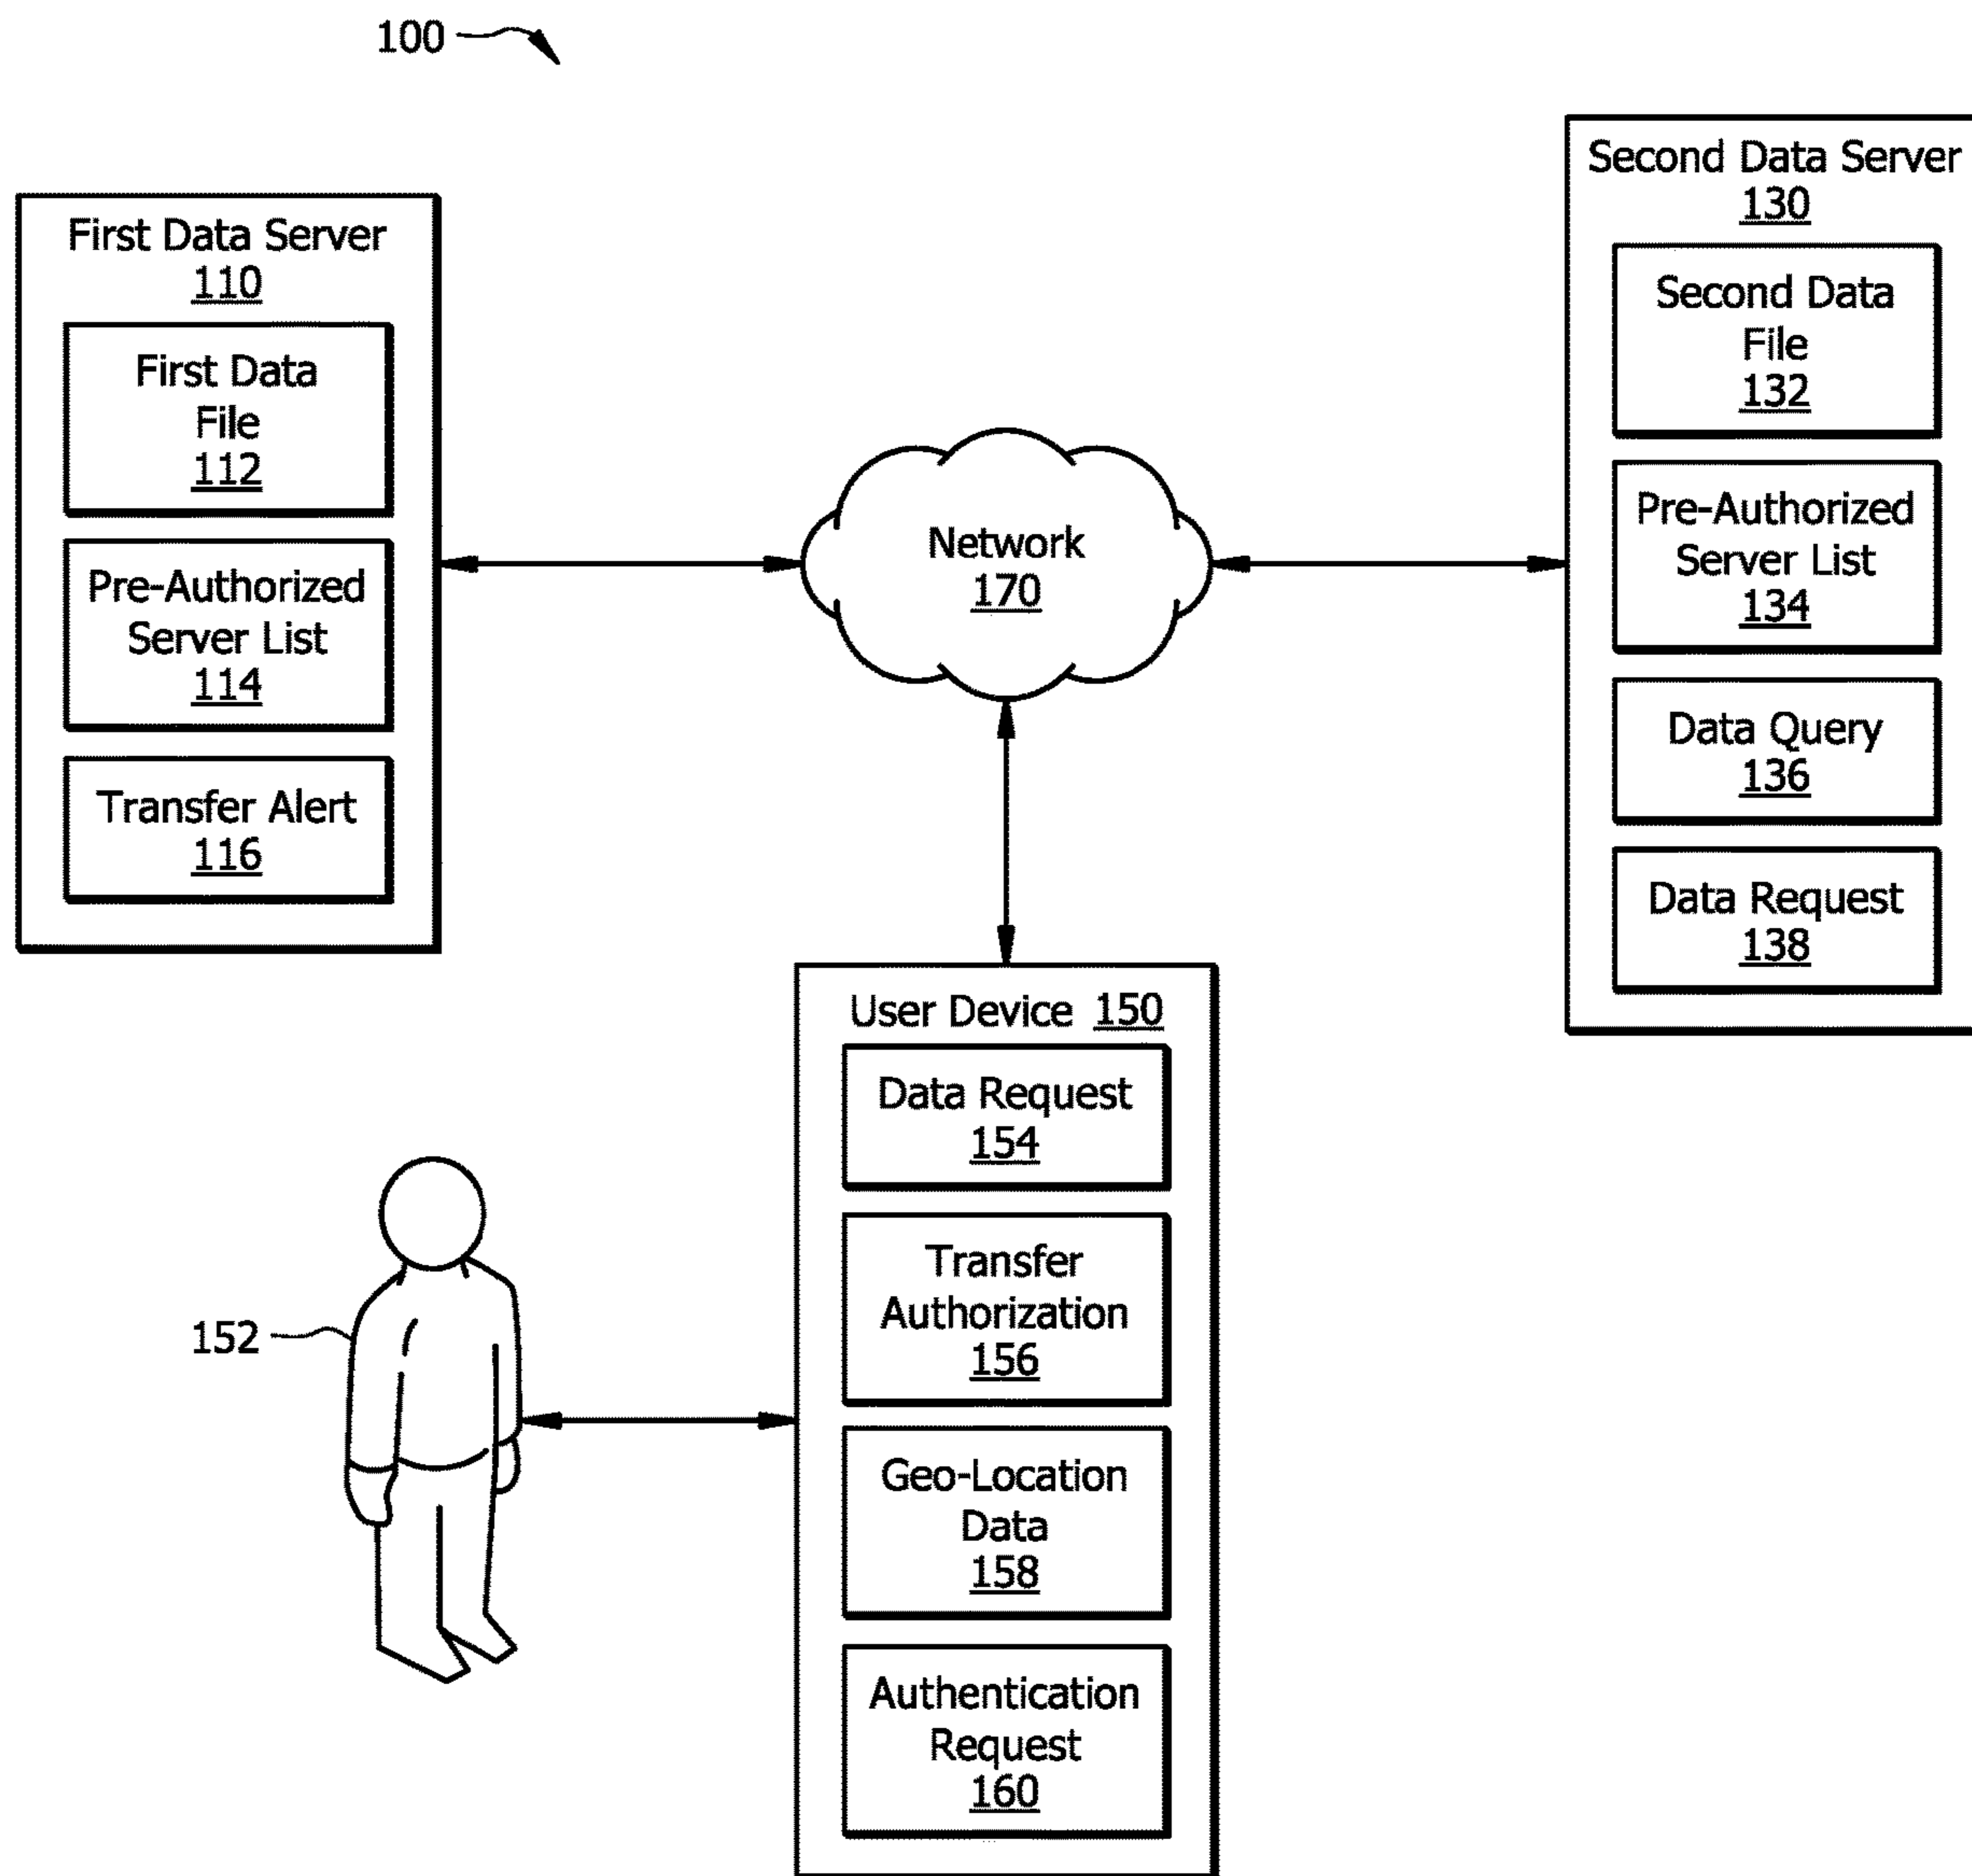 100
First Data Server
110
First Data
File
112
Pre-Authorized
Server List
114
Transfer Alert
116
Network
170
Second Data Server
130
Second Data
File
132
Pre-Authorized
Server List
134
Data Query
136
Data Request
138
User Device 150
Data Request
154
Transfer
Authorization
156
Geo-Location
Data
158
Authentication
Request
160
152